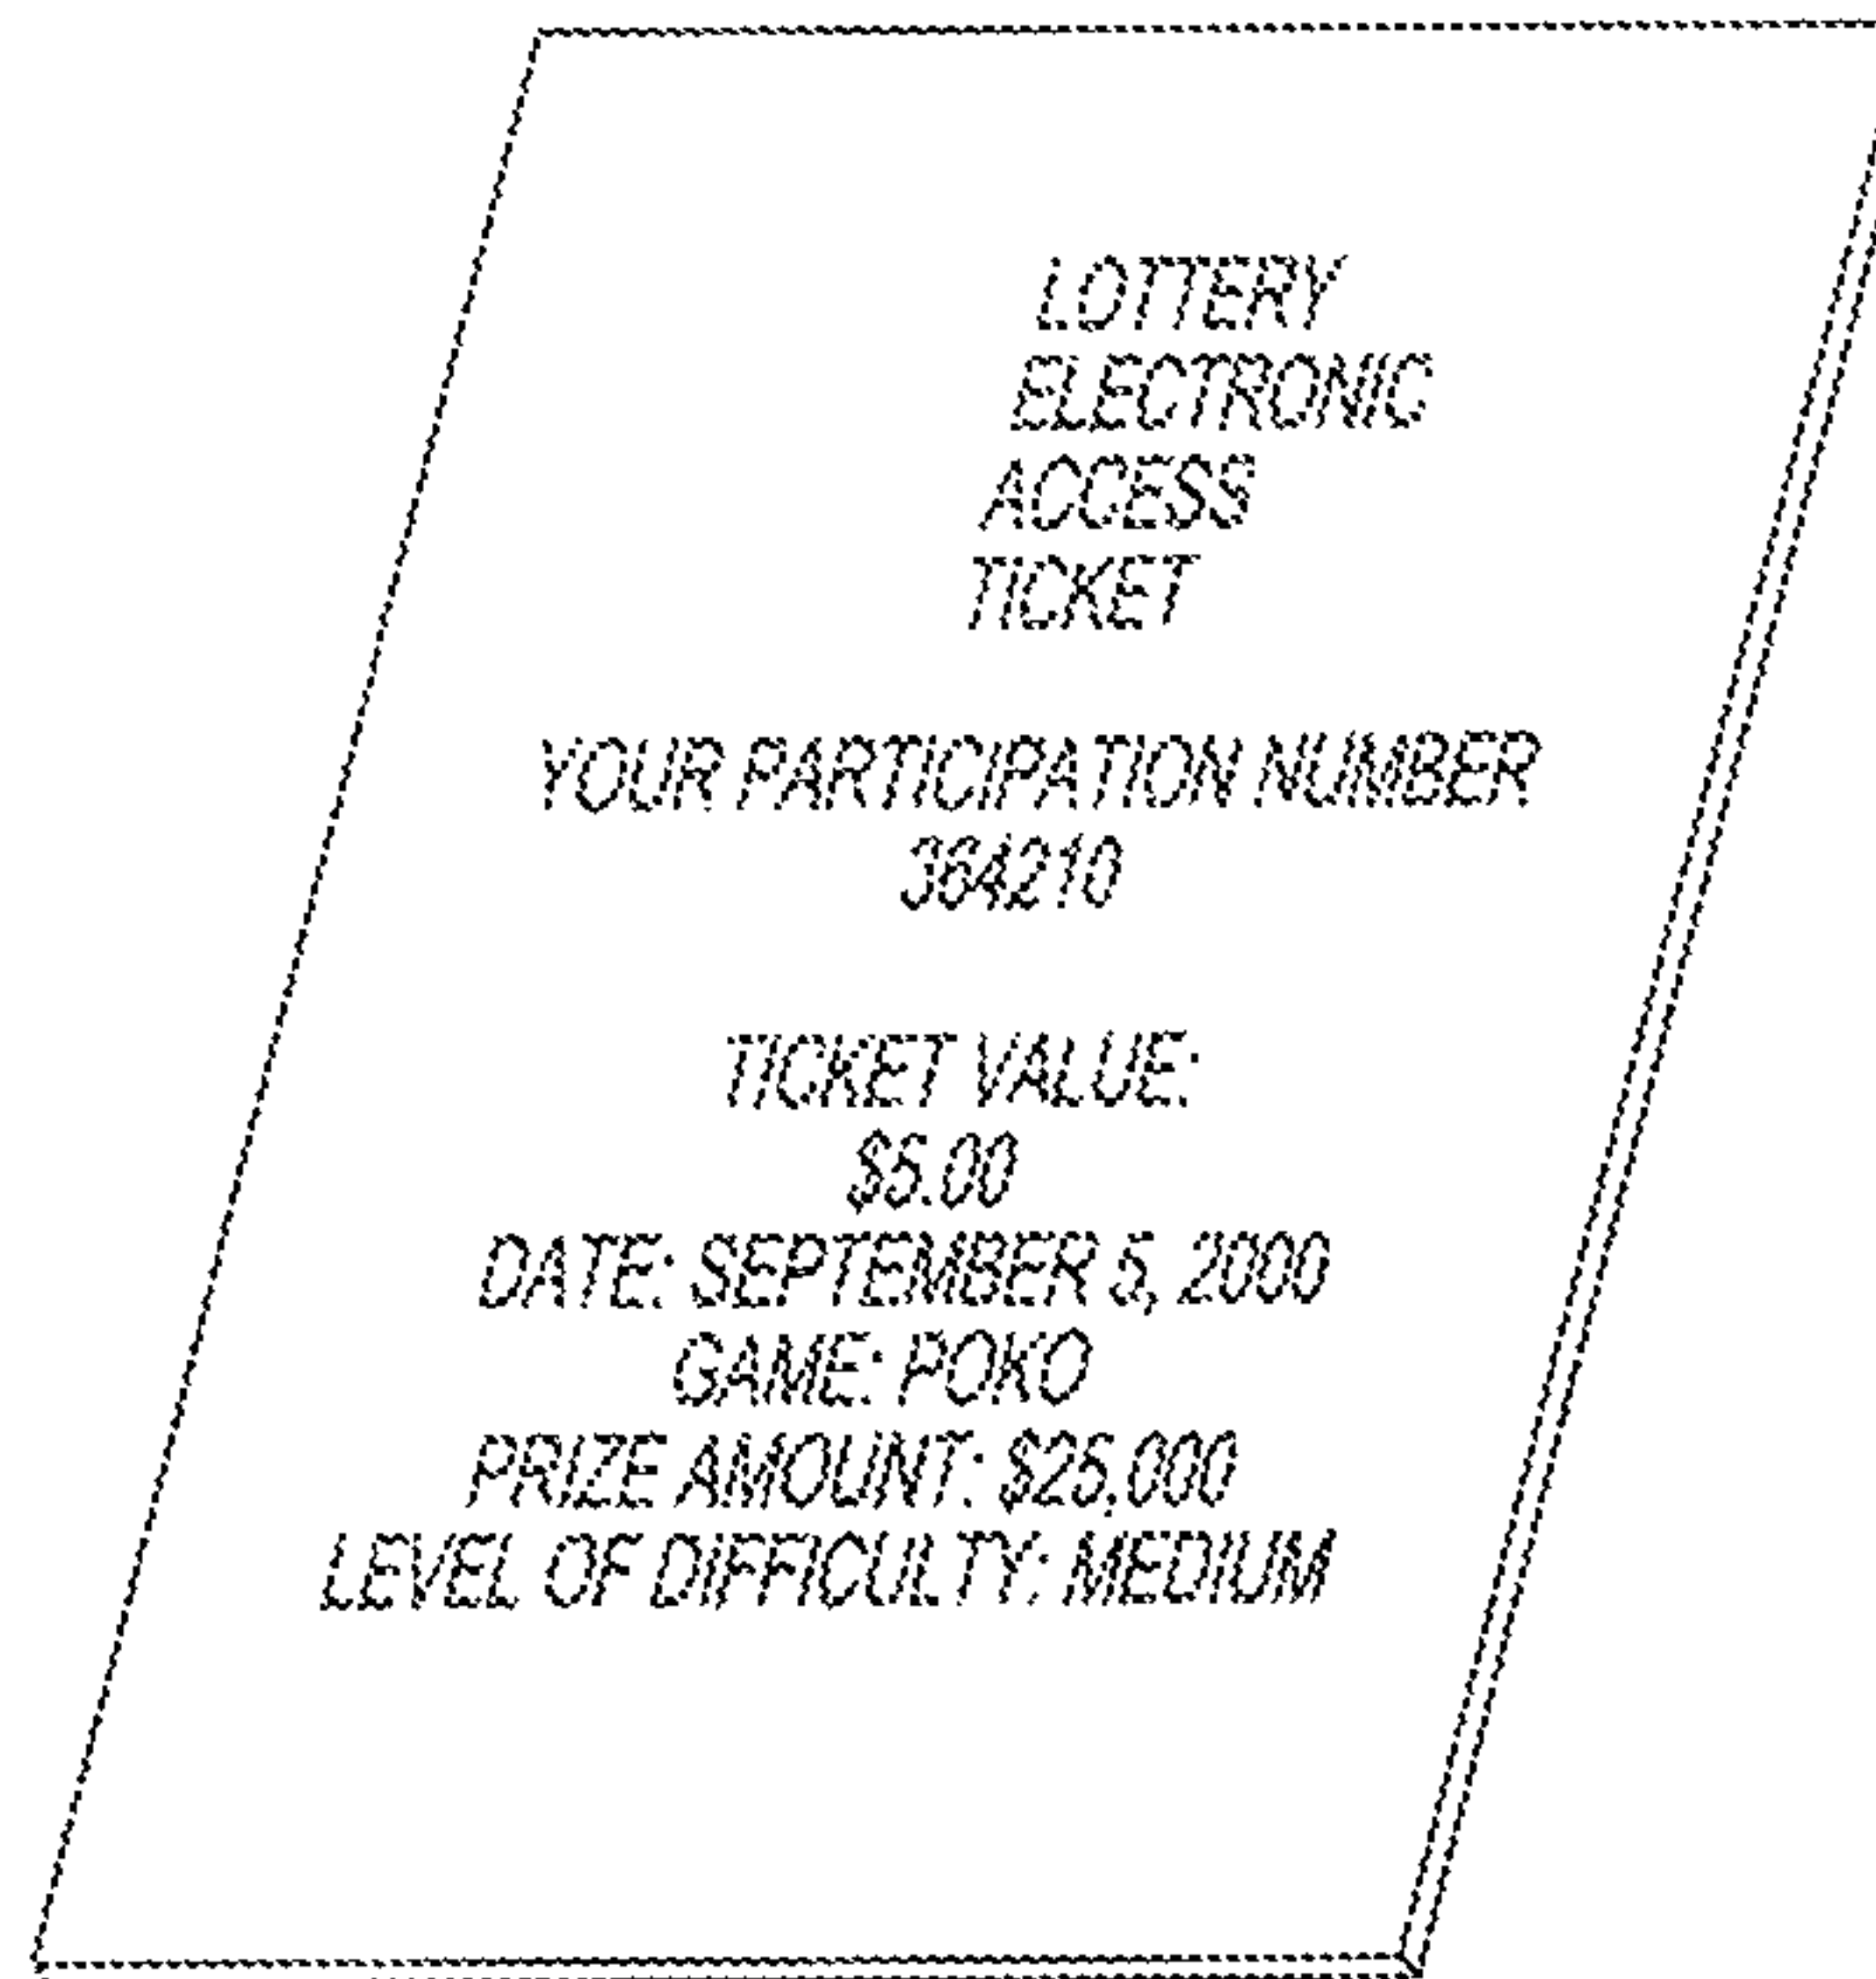 LOTTERY
ELECTRONIC
ACCESS
TICKET
YOUR PARTICIPATION NUMBER
364210
TICKET VALUE:
$5.00
DATE: SEPTEMBER 5, 2000
GAME: POKO
PRIZE AMOUNT: $25,000
LEVEL OF DIFFICULTY: MEDIUM